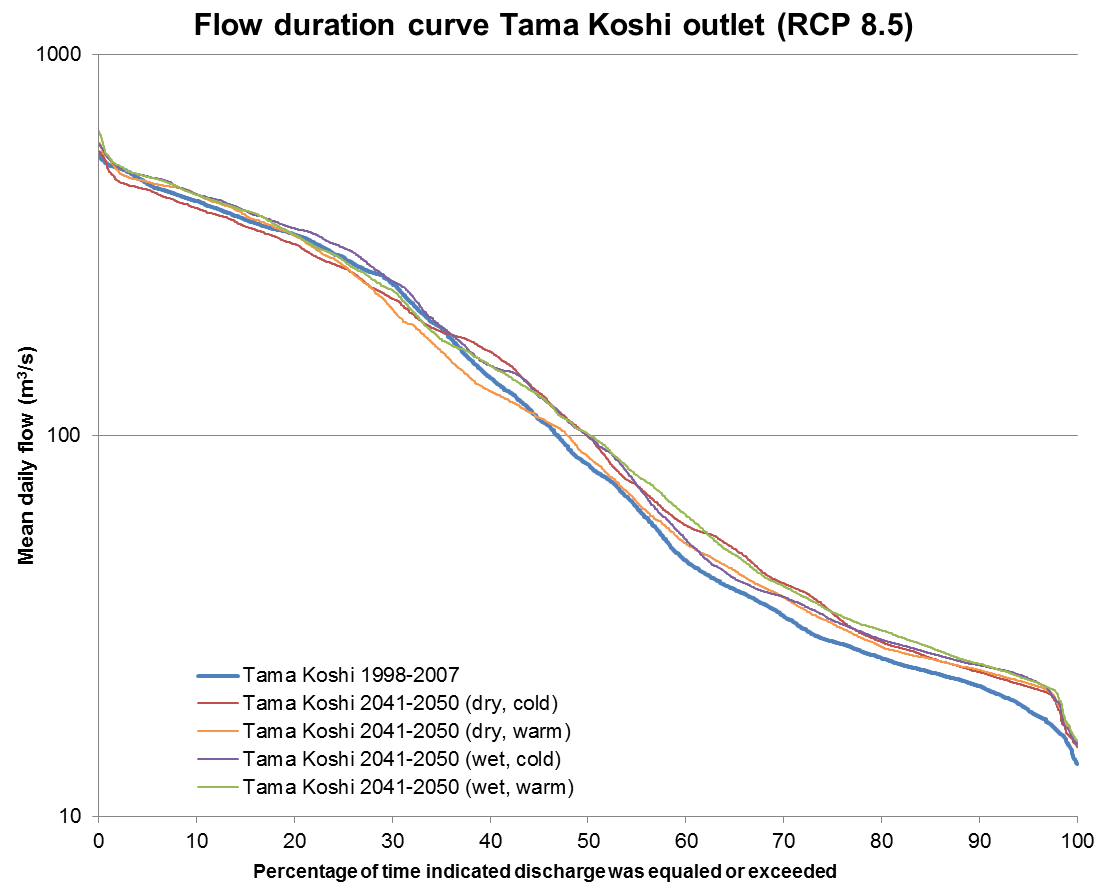 Flow duration curve Tama Koshi outlet (RCP 8.5)
1000
100
10
Mean daily flow (m³/s)
Tama Koshi 1998-2007
Tama Koshi 2041-2050 (dry, cold)
Tama Koshi 2041-2050 (dry, warm)
Tama Koshi 2041-2050 (wet, cold)
Tama Koshi 2041-2050 (wet, warm)
0 10 20 30 40 50 60 70 80 90 100
Percentage of time indicated discharge was equaled or exceeded